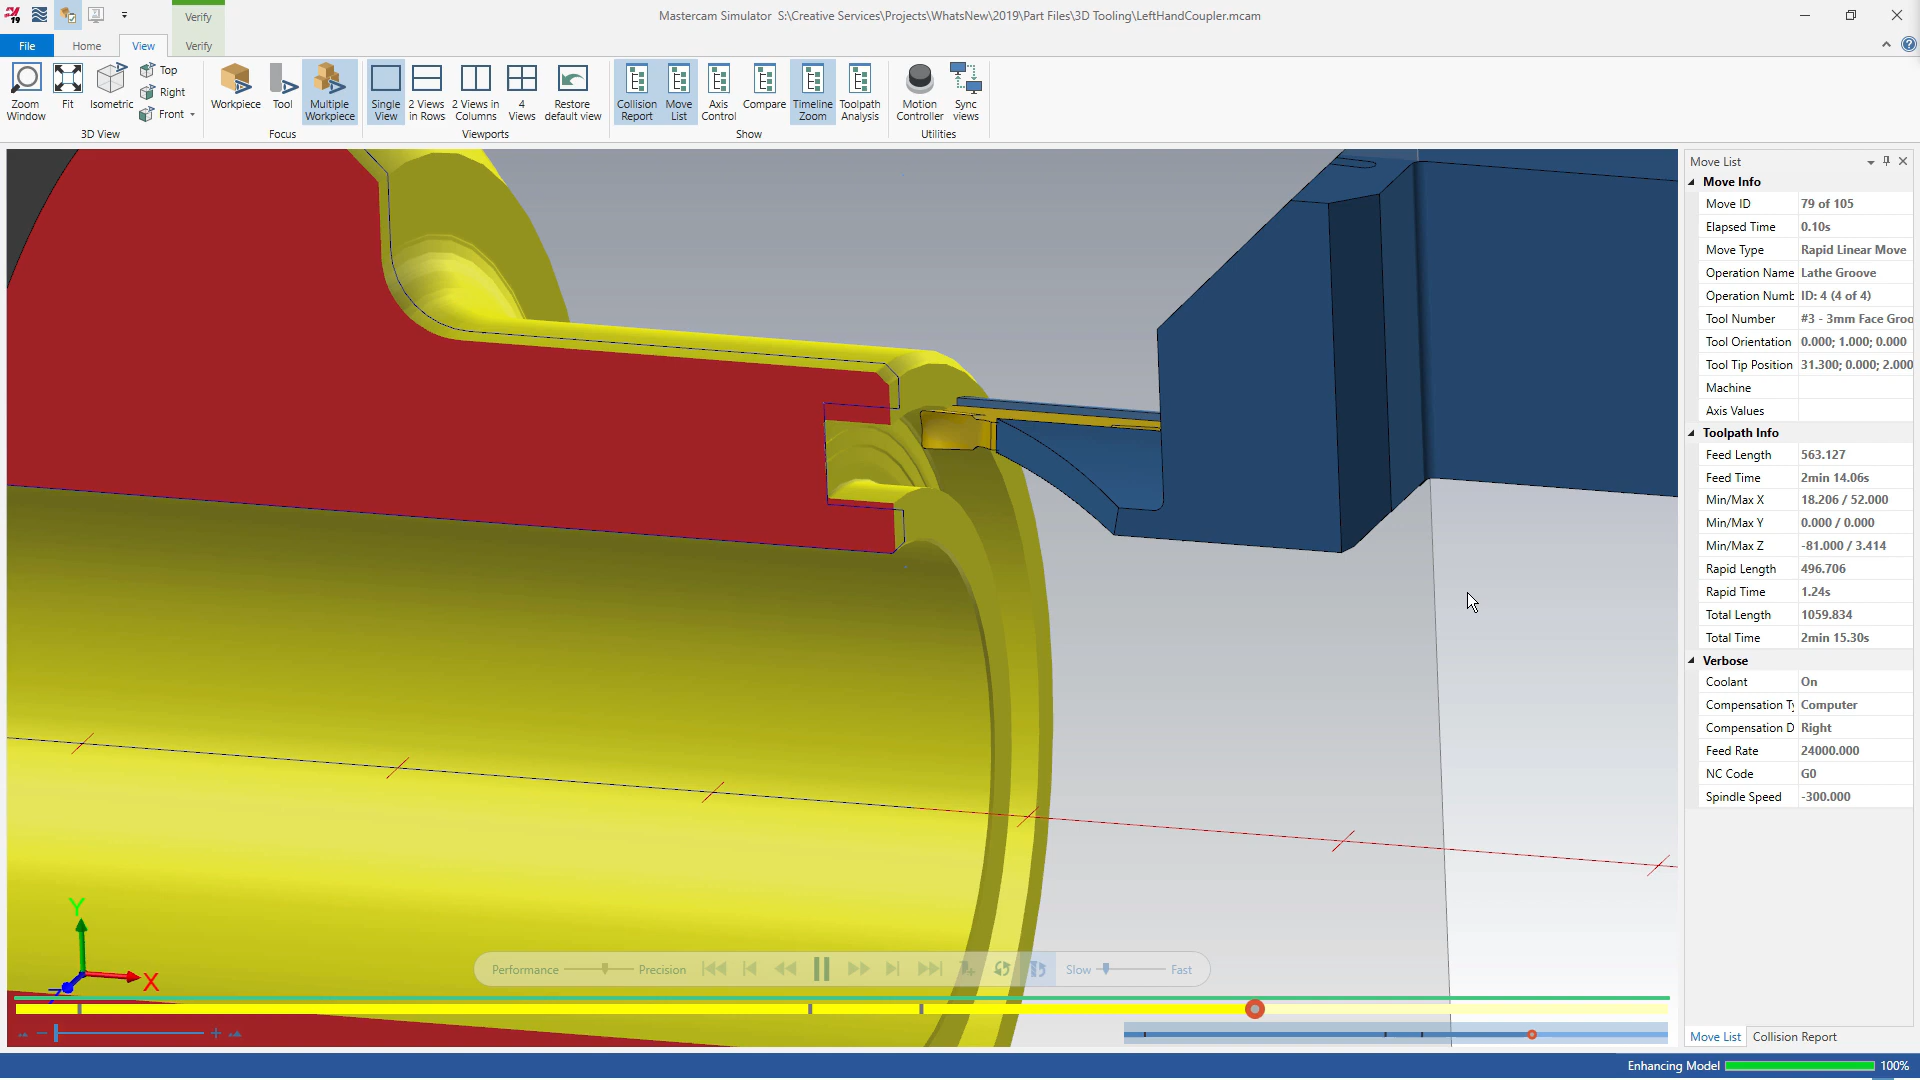 19
Verify
Mastercam Simulator S:\Creative Services\Projects\WhatsNew\2019\Part Files\3D Tooling\LeftHandCoupler.mcam
File
Home
View
Verify
Zoom Window
Fit
Isometric
Top
Right
Front
3D View
Workpiece
Tool
Multiple Workpiece
Focus
Single View
2 Views in Rows
2 Views in Columns
4 Views
Restore default view
Viewports
Collision Report
Move List
Axis Control
Compare
Timeline Zoom
Toolpath Analysis
Show
Motion Controller
Sync views
Utilities
Move List
Move Info
Move ID 79 of 105
Elapsed Time 0.10s
Move Type Rapid Linear Move
Operation Name Lathe Groove
Operation Numb ID: 4 (4 of 4)
Tool Number #3 - 3mm Face Groo
Tool Orientation 0.000; 1.000; 0.000
Tool Tip Position 31.300; 0.000; 2.000
Machine
Axis Values
Toolpath Info
Feed Length 563.127
Feed Time 2min 14.06s
Min/Max X 18.206 / 52.000
Min/Max Y 0.000 / 0.000
Min/Max Z -81.000 / 3.414
Rapid Length 496.706
Rapid Time 1.24s
Total Length 1059.834
Total Time 2min 15.30s
Verbose
Coolant On
Compensation Ty Computer
Compensation D Right
Feed Rate 24000.000
NC Code G0
Spindle Speed -300.000
Y
X
Z
Performance
Precision
Slow
Fast
Move List
Collision Report
Enhancing Model 100%